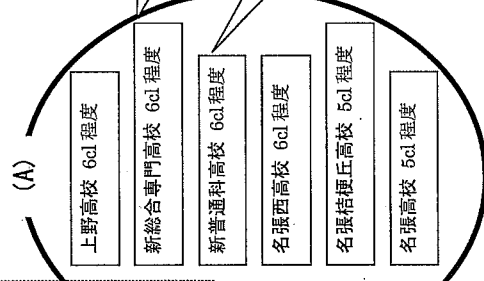 (A)
上野高校 6cl 程度
新総合専門高校 6cl 程度
新普通科高校 6cl 程度
名張西高校 6cl 程度
名張桔梗丘高校 5cl 程度
名張高校 5cl 程度